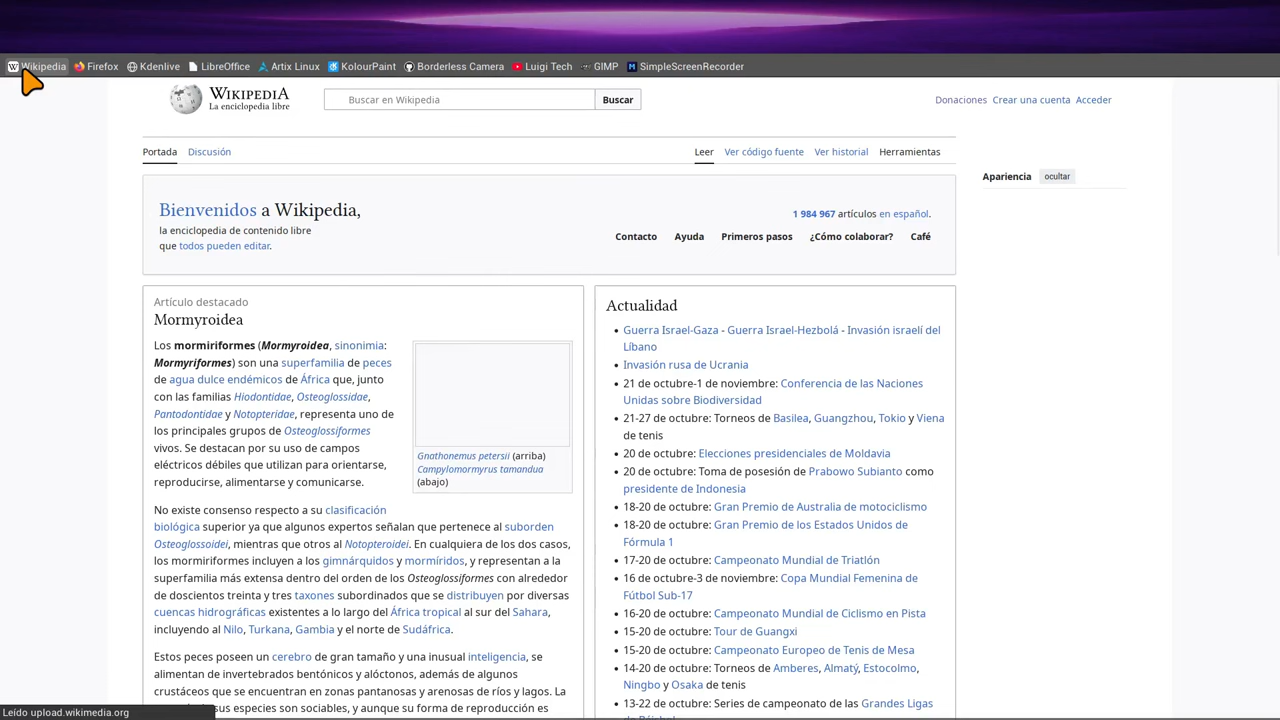 Wikipedia Firefox Kdenlive LibreOffice Artix Linux KolourPaint Borderless Camera Luigi Tech GIMP SimpleScreenRecorder
WIKIPEDIA
La enciclopedia libre
Buscar en Wikipedia
Buscar
Donaciones Crear una cuenta Acceder
Portada Discusión
Leer Ver código fuente Ver historial Herramientas
Apariencia ocultar
Bienvenidos a Wikipedia,
la enciclopedia de contenido libre
que todos pueden editar.
1 984 967 artículos en español.
Contacto Ayuda Primeros pasos ¿Cómo colaborar? Café
Artículo destacado
Mormyroidea
Los mormiriformes (Mormyroidea, sinonimia:
Mormyriformes) son una superfamilia de peces
de agua dulce endémicos de África que, junto
con las familias Hiodontidae, Osteoglossidae,
Pantodontidae y Notopteridae, representa uno de
los principales grupos de Osteoglossiformes
vivos. Se destacan por su uso de campos
eléctricos débiles que utilizan para orientarse,
reproducirse, alimentarse y comunicarse.
Gnathonemus petersii (arriba)
Campylomormyrus tamandua
(abajo)
No existe consenso respecto a su clasificación
biológica superior ya que algunos expertos señalan que pertenece al suborden
Osteoglossoidei, mientras que otros al Notopteroidei. En cualquiera de los dos casos,
los mormiriformes incluyen a los gimnárquidos y mormíridos, y representan a la
superfamilia más extensa dentro del orden de los Osteoglossiformes con alrededor
de doscientos treinta y tres taxones subordinados que se distribuyen por diversas
cuencas hidrográficas existentes a lo largo del África tropical al sur del Sahara,
incluyendo al Nilo, Turkana, Gambia y el norte de Sudáfrica.
Estos peces poseen un cerebro de gran tamaño y una inusual inteligencia, se
alimentan de invertebrados bentónicos y alóctonos, además de algunos
crustáceos que se encuentran en zonas pantanosas y arenosas de ríos y lagos. La
sus especies son sociables, y aunque su forma de reproducción es
Actualidad
Guerra Israel-Gaza - Guerra Israel-Hezbolá - Invasión israelí del
Líbano
Invasión rusa de Ucrania
21 de octubre-1 de noviembre: Conferencia de las Naciones
Unidas sobre Biodiversidad
21-27 de octubre: Torneos de Basilea, Guangzhou, Tokio y Viena
de tenis
20 de octubre: Elecciones presidenciales de Moldavia
20 de octubre: Toma de posesión de Prabowo Subianto como
presidente de Indonesia
18-20 de octubre: Gran Premio de Australia de motociclismo
18-20 de octubre: Gran Premio de los Estados Unidos de
Fórmula 1
17-20 de octubre: Campeonato Mundial de Triatlón
16 de octubre-3 de noviembre: Copa Mundial Femenina de
Fútbol Sub-17
16-20 de octubre: Campeonato Mundial de Ciclismo en Pista
15-20 de octubre: Tour de Guangxi
15-20 de octubre: Campeonato Europeo de Tenis de Mesa
14-20 de octubre: Torneos de Amberes, Almatý, Estocolmo,
Ningbo y Osaka de tenis
13-22 de octubre: Series de campeonato de las Grandes Ligas
Leído upload.wikimedia.org